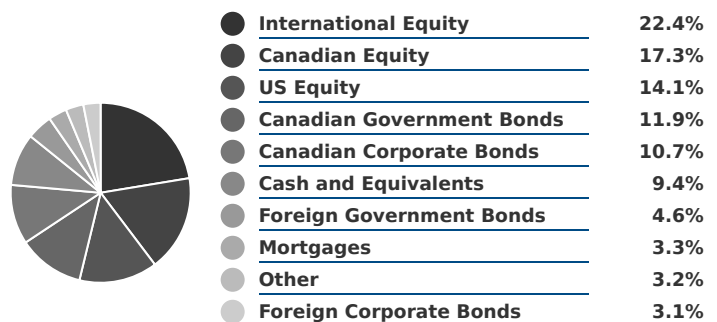 International Equity 22.4%
Canadian Equity 17.3%
US Equity 14.1%
Canadian Government Bonds 11.9%
Canadian Corporate Bonds 10.7%
Cash and Equivalents 9.4%
Foreign Government Bonds 4.6%
Mortgages 3.3%
Other 3.2%
Foreign Corporate Bonds 3.1%